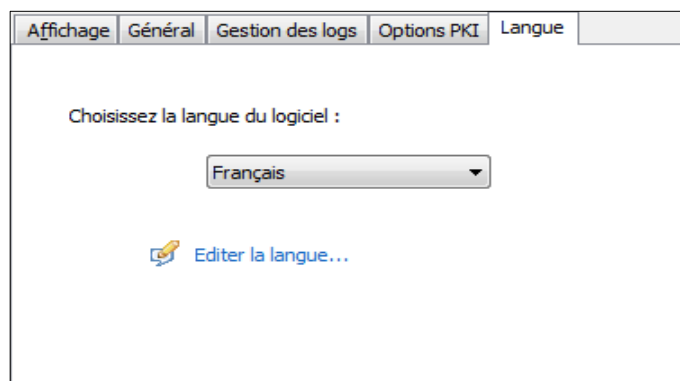 Affichage Général Gestion des logs Options PKI Langue
Choisissez la langue du logiciel :
Français
Editer la langue...